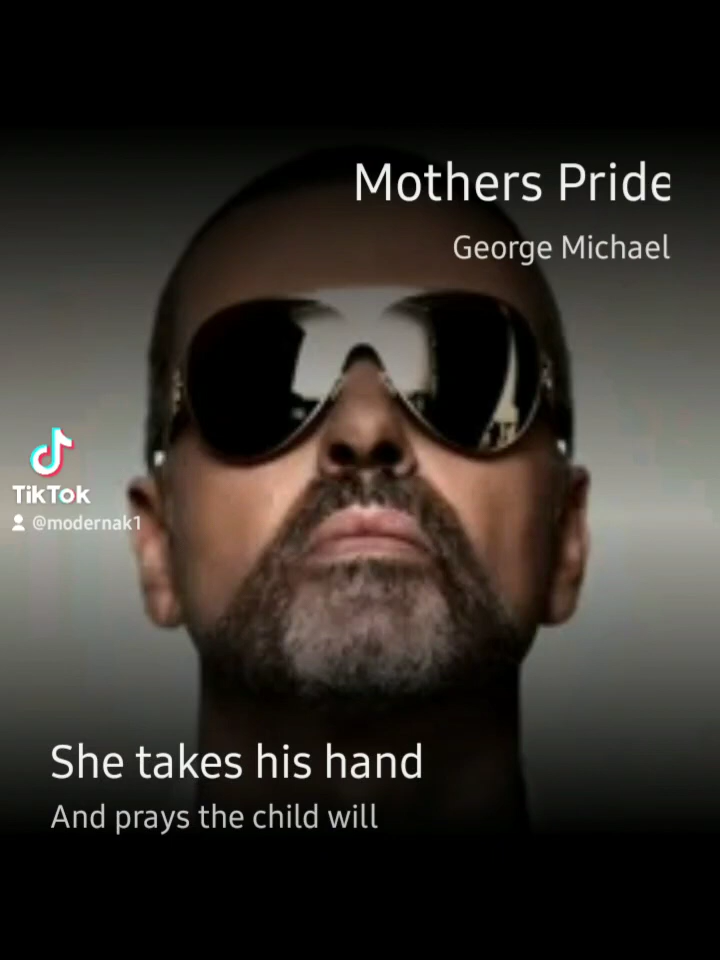 Mothers Pride
George Michael
TikTok
@modernak1
She takes his hand
And prays the child will